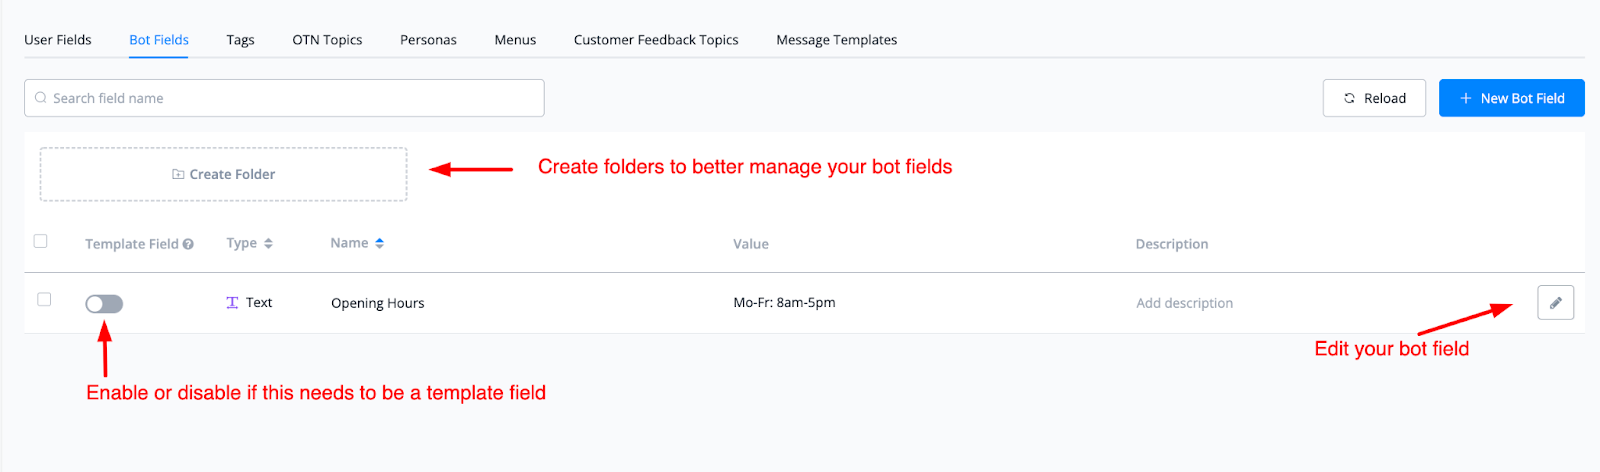 User Fields Bot Fields Tags OTN Topics Personas Menus Customer Feedback Topics Message Templates
Search field name Reload + New Bot Field
Create Folder Create folders to better manage your bot fields
Template Field Type Name Value Description
Text Opening Hours Mo-Fr: 8am-5pm Add description
Edit your bot field
Enable or disable if this needs to be a template field